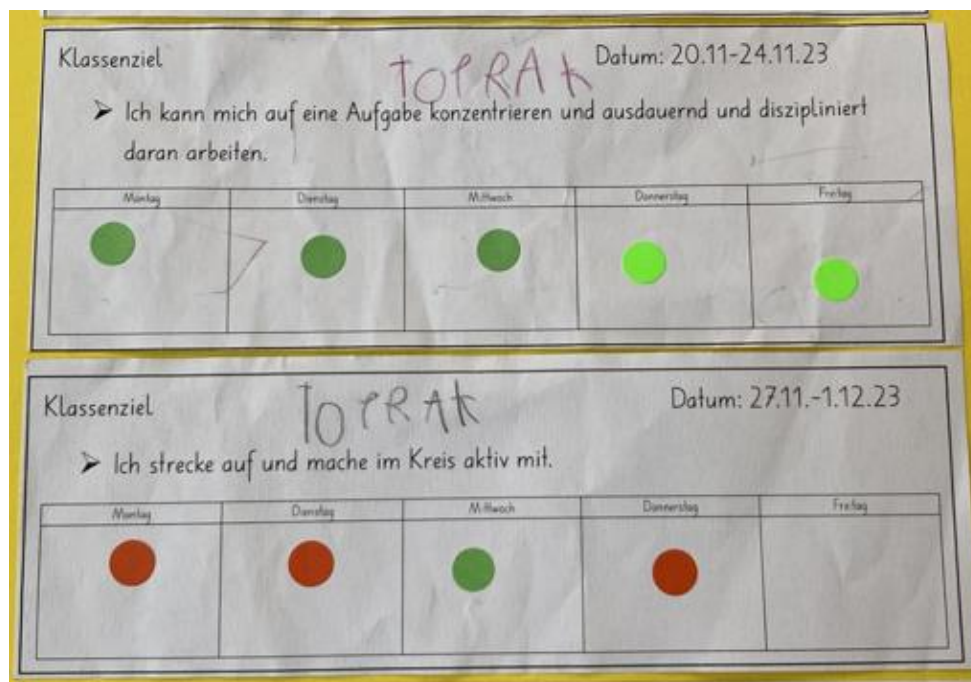 Klassenziel TOPRAK Datum: 20.11-24.11.23
➢ Ich kann mich auf eine Aufgabe konzentrieren und ausdauernd und diszipliniert
daran arbeiten.
Montag Dienstag Mittwoch Donnerstag Freitag
Klassenziel TOPRAK Datum: 27.11.-1.12.23
➢ Ich strecke auf und mache im Kreis aktiv mit.
Montag Dienstag Mittwoch Donnerstag Freitag